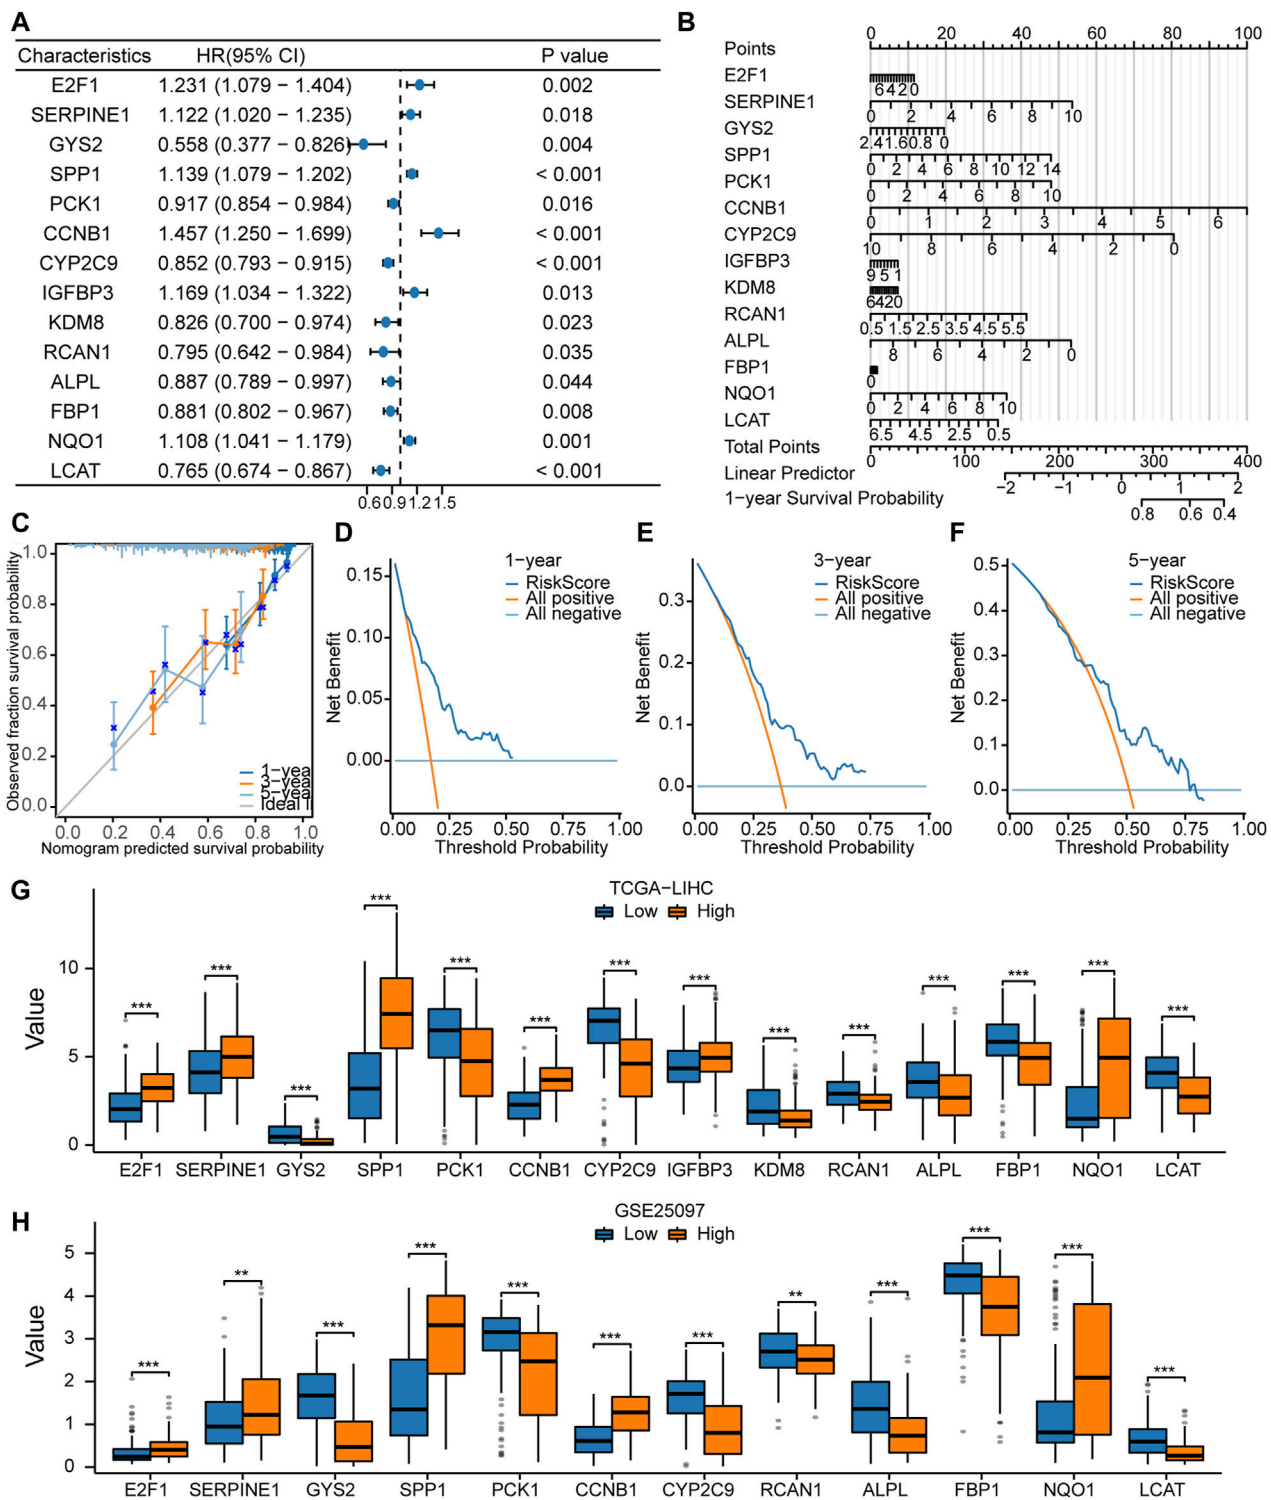 A
Characteristics HR(95% CI) P value
E2F1 1.231 (1.079 − 1.404) 0.002
SERPINE1 1.122 (1.020 − 1.235) 0.018
GYS2 0.558 (0.377 − 0.826) 0.004
SPP1 1.139 (1.079 − 1.202) < 0.001
PCK1 0.917 (0.854 − 0.984) 0.016
CCNB1 1.457 (1.250 − 1.699) < 0.001
CYP2C9 0.852 (0.793 − 0.915) < 0.001
IGFBP3 1.169 (1.034 − 1.322) 0.013
KDM8 0.826 (0.700 − 0.974) 0.023
RCAN1 0.795 (0.642 − 0.984) 0.035
ALPL 0.887 (0.789 − 0.997) 0.044
FBP1 0.881 (0.802 − 0.967) 0.008
NQO1 1.108 (1.041 − 1.179) 0.001
LCAT 0.765 (0.674 − 0.867) < 0.001
0.6 0.9 1.2 1.5
B
Points 0 20 40 60 80 100
E2F1 6 4 2 0
SERPINE1 0 2 4 6 8 10
GYS2 2.4 1.6 0.8 0
SPP1 0 2 4 6 8 10 12 14
PCK1 0 2 4 6 8 10
CCNB1 0 1 2 3 4 5 6
CYP2C9 10 8 6 4 2 0
IGFBP3 9 5 1
KDM8 6 4 2 0
RCAN1 0.5 1.5 2.5 3.5 4.5 5.5
ALPL 8 6 4 2 0
FBP1 0
NQO1 0 2 4 6 8 10
LCAT 6.5 4.5 2.5 0.5
Total Points 0 100 200 300 400
Linear Predictor −2 −1 0 1 2
1−year Survival Probability 0.8 0.6 0.4
C
Observed fraction survival probability
1.0
0.8
0.6
0.4
0.2
0.0
1−yea
3−yea
5−yea
Ideal l
0.0 0.2 0.4 0.6 0.8 1.0
Nomogram predicted survival probability
D
1−year
RiskScore
All positive
All negative
Net Benefit
0.15
0.10
0.05
0.00
0.00 0.25 0.50 0.75 1.00
Threshold Probability
E
3−year
RiskScore
All positive
All negative
Net Benefit
0.3
0.2
0.1
0.0
0.00 0.25 0.50 0.75 1.00
Threshold Probability
F
5−year
RiskScore
All positive
All negative
Net Benefit
0.5
0.4
0.3
0.2
0.1
0.0
0.00 0.25 0.50 0.75 1.00
Threshold Probability
G
TCGA−LIHC
Low High
Value
10
5
0
*** *** *** *** *** *** *** *** *** *** *** *** *** ***
E2F1 SERPINE1 GYS2 SPP1 PCK1 CCNB1 CYP2C9 IGFBP3 KDM8 RCAN1 ALPL FBP1 NQO1 LCAT
H
GSE25097
Low High
Value
5
4
3
2
1
0
*** ** *** *** *** *** *** ** *** *** *** ***
E2F1 SERPINE1 GYS2 SPP1 PCK1 CCNB1 CYP2C9 RCAN1 ALPL FBP1 NQO1 LCAT